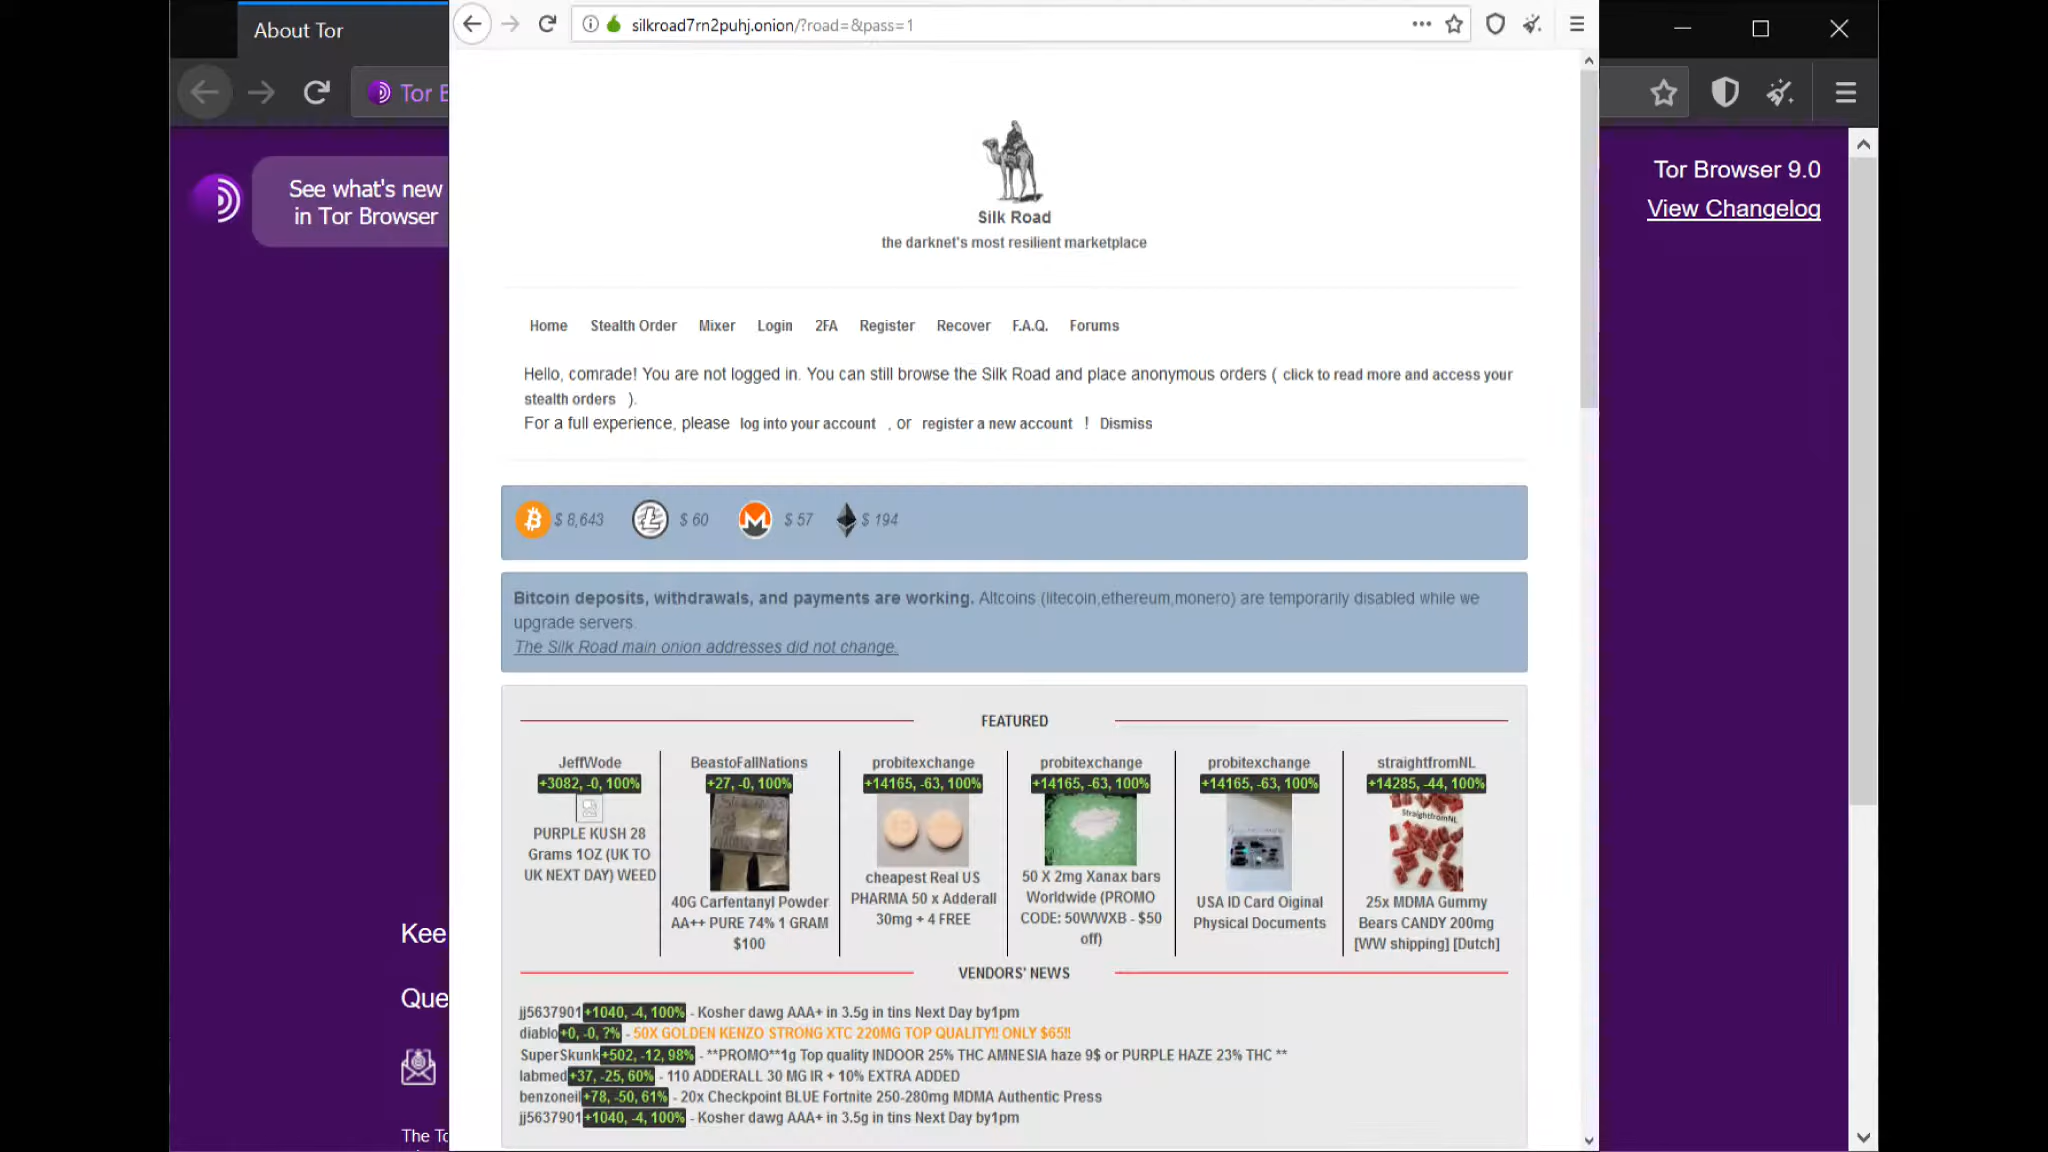 About Tor
silkroad7rn2puhj.onion/?road=&pass=1
Tor B
See what's new
in Tor Browser
Tor Browser 9.0
View Changelog
Silk Road
the darknet's most resilient marketplace
Home Stealth Order Mixer Login 2FA Register Recover F.A.Q. Forums
Hello, comrade! You are not logged in. You can still browse the Silk Road and place anonymous orders ( click to read more and access your
stealth orders ).
For a full experience, please log into your account , or register a new account ! Dismiss
$ 8,643 $ 60 $ 57 $ 194
Bitcoin deposits, withdrawals, and payments are working. Altcoins (litecoin,ethereum,monero) are temporarily disabled while we
upgrade servers.
The Silk Road main onion addresses did not change.
FEATURED
JeffWode
+3082, -0, 100%
PURPLE KUSH 28
Grams 1OZ (UK TO
UK NEXT DAY) WEED
BeastoFallNations
+27, -0, 100%
40G Carfentanyl Powder
AA++ PURE 74% 1 GRAM
$100
probitexchange
+14165, -63, 100%
cheapest Real US
PHARMA 50 x Adderall
30mg + 4 FREE
probitexchange
+14165, -63, 100%
50 X 2mg Xanax bars
Worldwide (PROMO
CODE: 50WWXB - $50
off)
probitexchange
+14165, -63, 100%
USA ID Card Oiginal
Physical Documents
straightfromNL
+14285, -44, 100%
StraightfromNL
25x MDMA Gummy
Bears CANDY 200mg
[WW shipping] [Dutch]
VENDORS' NEWS
jj5637901 +1040, -4, 100% - Kosher dawg AAA+ in 3.5g in tins Next Day by1pm
diablo +0, -0, ?% - 50X GOLDEN KENZO STRONG XTC 220MG TOP QUALITY!! ONLY $65!!
SuperSkunk +502, -12, 98% - **PROMO**1g Top quality INDOOR 25% THC AMNESIA haze 9$ or PURPLE HAZE 23% THC **
labmed +37, -25, 60% - 110 ADDERALL 30 MG IR + 10% EXTRA ADDED
benzoneil +78, -50, 61% - 20x Checkpoint BLUE Fortnite 250-280mg MDMA Authentic Press
jj5637901 +1040, -4, 100% - Kosher dawg AAA+ in 3.5g in tins Next Day by1pm
Kee
Que
The To